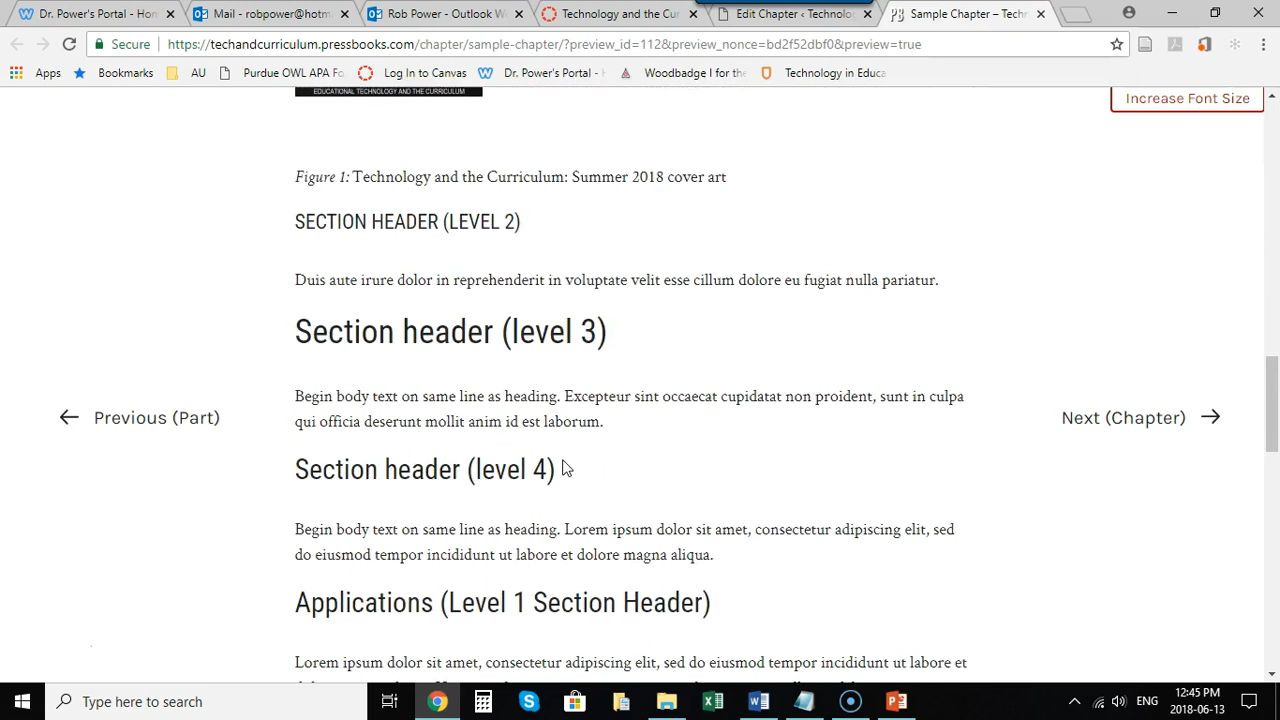 Dr. Power's Portal - Hom
Mail - robpower@hotm
Rob Power - Outlook W
Technology and the Cur
Edit Chapter ‹ Technolo
Sample Chapter – Tech
Secure
https://techandcurriculum.pressbooks.com/chapter/sample-chapter/?preview_id=112&preview_nonce=bd2f52dbf0&preview=true
Apps
Bookmarks
AU
Purdue OWL APA Fo
Log In to Canvas
Dr. Power's Portal - H
Woodbadge I for the
Technology in Educa
EDUCATIONAL TECHNOLOGY AND THE CURRICULUM
Increase Font Size
Figure 1: Technology and the Curriculum: Summer 2018 cover art
SECTION HEADER (LEVEL 2)
Duis aute irure dolor in reprehenderit in voluptate velit esse cillum dolore eu fugiat nulla pariatur.
Section header (level 3)
Begin body text on same line as heading. Excepteur sint occaecat cupidatat non proident, sunt in culpa
qui officia deserunt mollit anim id est laborum.
Previous (Part)
Next (Chapter)
Section header (level 4)
Begin body text on same line as heading. Lorem ipsum dolor sit amet, consectetur adipiscing elit, sed
do eiusmod tempor incididunt ut labore et dolore magna aliqua.
Applications (Level 1 Section Header)
Lorem ipsum dolor sit amet, consectetur adipiscing elit, sed do eiusmod tempor incididunt ut labore et
Type here to search
ENG
12:45 PM
2018-06-13